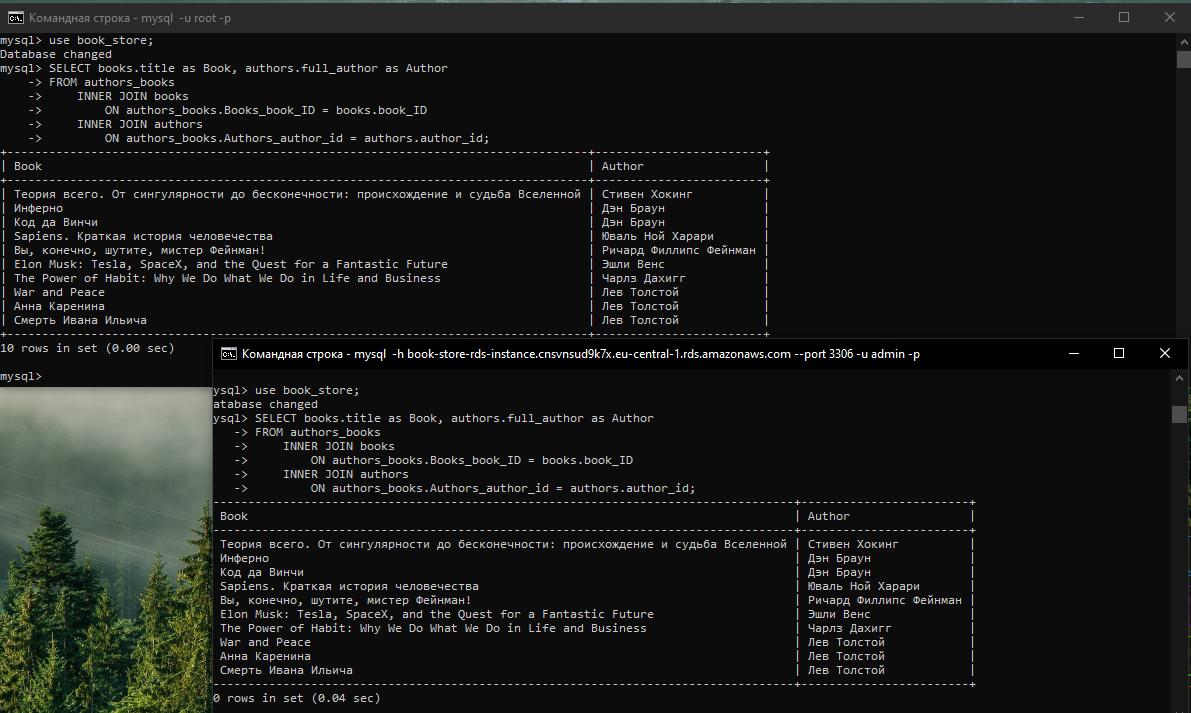 Командная строка - mysql -u root -p
mysql> use book_store;
Database changed
mysql> SELECT books.title as Book, authors.full_author as Author
    -> FROM authors_books
    ->     INNER JOIN books
    ->         ON authors_books.Books_book_ID = books.book_ID
    ->     INNER JOIN authors
    ->         ON authors_books.Authors_author_id = authors.author_id;
| Book | Author |
| Теория всего. От сингулярности до бесконечности: происхождение и судьба Вселенной | Стивен Хокинг |
| Инферно | Дэн Браун |
| Код да Винчи | Дэн Браун |
| Sapiens. Краткая история человечества | Юваль Ной Харари |
| Вы, конечно, шутите, мистер Фейнман! | Ричард Филлипс Фейнман |
| Elon Musk: Tesla, SpaceX, and the Quest for a Fantastic Future | Эшли Венс |
| The Power of Habit: Why We Do What We Do in Life and Business | Чарлз Дахигг |
| War and Peace | Лев Толстой |
| Анна Каренина | Лев Толстой |
| Смерть Ивана Ильича | Лев Толстой |
10 rows in set (0.00 sec)
mysql>
Командная строка - mysql -h book-store-rds-instance.cnsvnsud9k7x.eu-central-1.rds.amazonaws.com --port 3306 -u admin -p
ysql> use book_store;
atabase changed
ysql> SELECT books.title as Book, authors.full_author as Author
   -> FROM authors_books
   ->     INNER JOIN books
   ->         ON authors_books.Books_book_ID = books.book_ID
   ->     INNER JOIN authors
   ->         ON authors_books.Authors_author_id = authors.author_id;
Book | Author |
Теория всего. От сингулярности до бесконечности: происхождение и судьба Вселенной | Стивен Хокинг |
Инферно | Дэн Браун |
Код да Винчи | Дэн Браун |
Sapiens. Краткая история человечества | Юваль Ной Харари |
Вы, конечно, шутите, мистер Фейнман! | Ричард Филлипс Фейнман |
Elon Musk: Tesla, SpaceX, and the Quest for a Fantastic Future | Эшли Венс |
The Power of Habit: Why We Do What We Do in Life and Business | Чарлз Дахигг |
War and Peace | Лев Толстой |
Анна Каренина | Лев Толстой |
Смерть Ивана Ильича | Лев Толстой |
0 rows in set (0.04 sec)